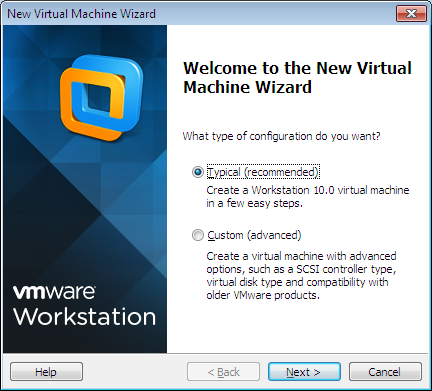 New Virtual Machine Wizard
Welcome to the New Virtual
Machine Wizard
What type of configuration do you want?
Typical (recommended)
Create a Workstation 10.0 virtual machine
in a few easy steps.
Custom (advanced)
Create a virtual machine with advanced
options, such as a SCSI controller type,
virtual disk type and compatibility with
older VMware products.
vmware
Workstation
Help
< Back
Next >
Cancel